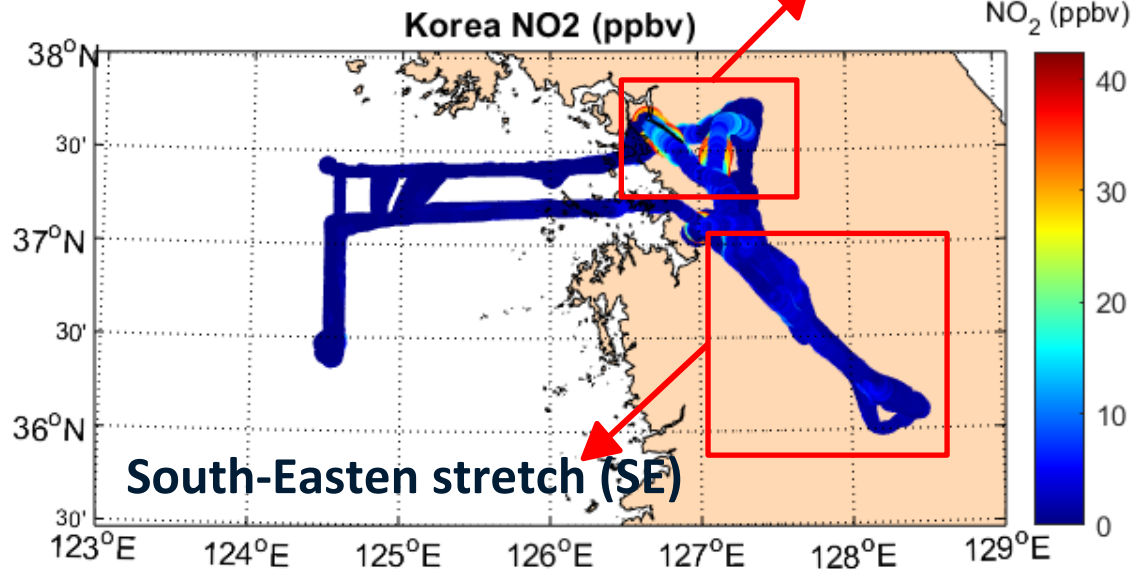 Korea NO2 (ppbv)
NO2 (ppbv)
38°N
30'
37°N
30'
36°N
30'
123°E
124°E
125°E
126°E
127°E
128°E
129°E
40
30
20
10
0
South-Easten stretch (SE)